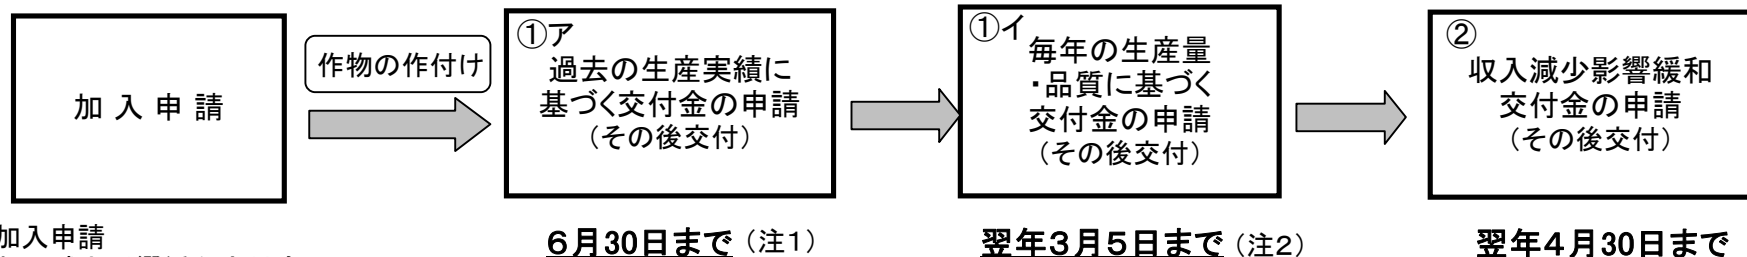 加 入 申 請
作物の作付け
①ア
過去の生産実績に
基づく交付金の申請
（その後交付）
①イ
毎年の生産量
・品質に基づく
交付金の申請
（その後交付）
②
収入減少影響緩和
交付金の申請
（その後交付）
加入申請
６月30日まで（注１）
翌年３月５日まで（注２）
翌年４月30日まで